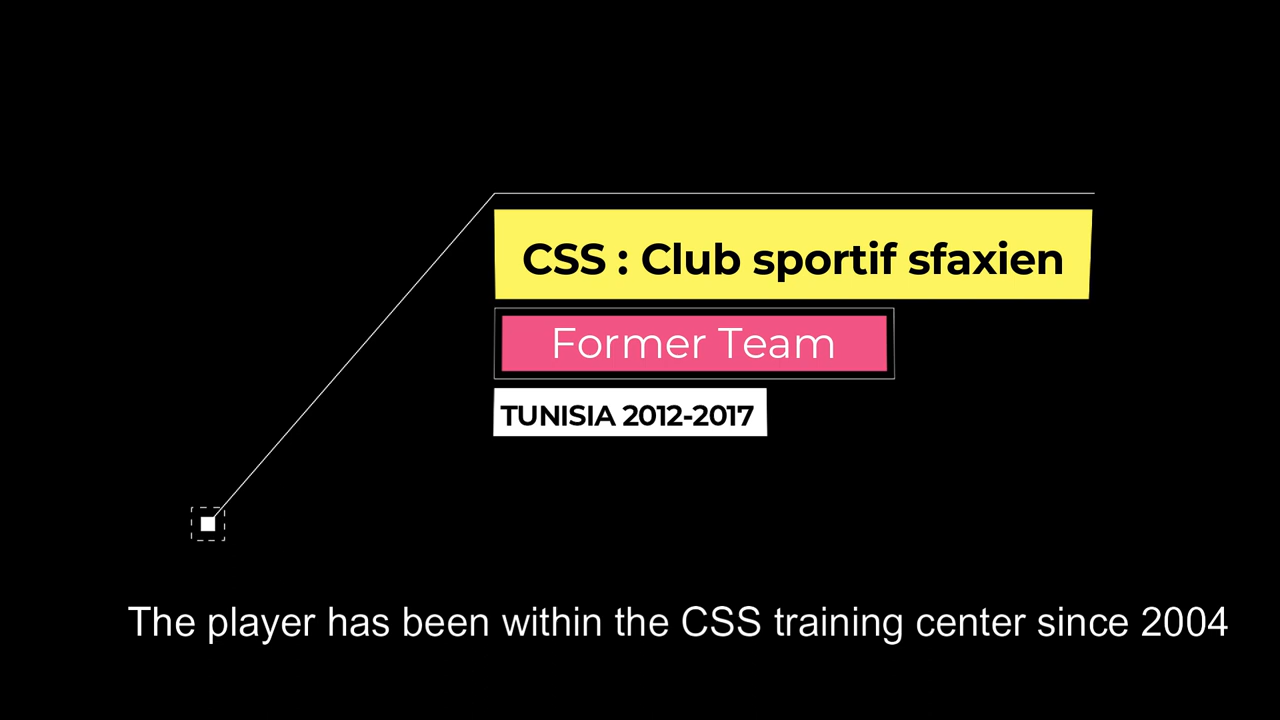 CSS : Club sportif sfaxien
Former Team
TUNISIA 2012-2017
The player has been within the CSS training center since 2004